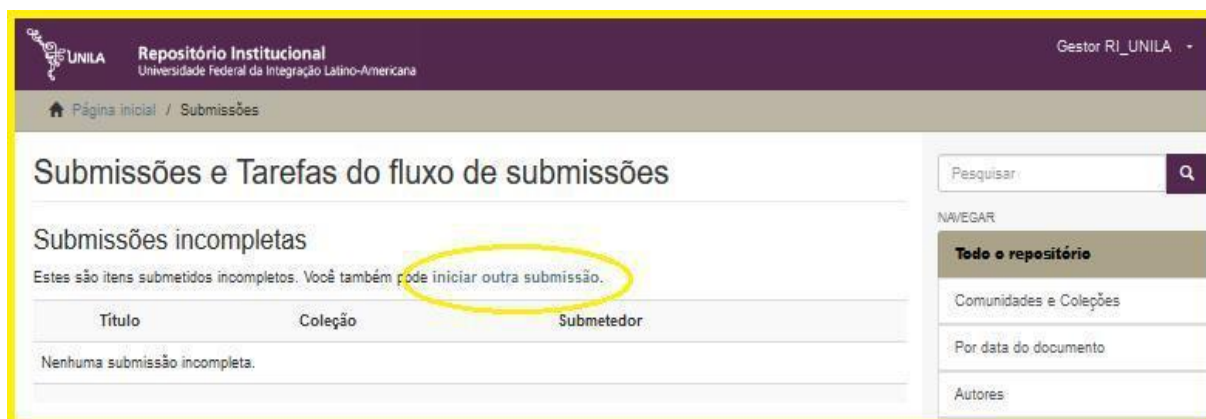 UNILA
Repositório Institucional
Universidade Federal da Integração Latino-Americana
Gestor RI_UNILA
Página inicial / Submissões
Submissões e Tarefas do fluxo de submissões
Submissões incompletas
Estes são itens submetidos incompletos. Você também pode iniciar outra submissão.
Título Coleção Submetedor
Nenhuma submissão incompleta.
Pesquisar
NAVEGAR
Todo o repositório
Comunidades e Coleções
Por data do documento
Autores